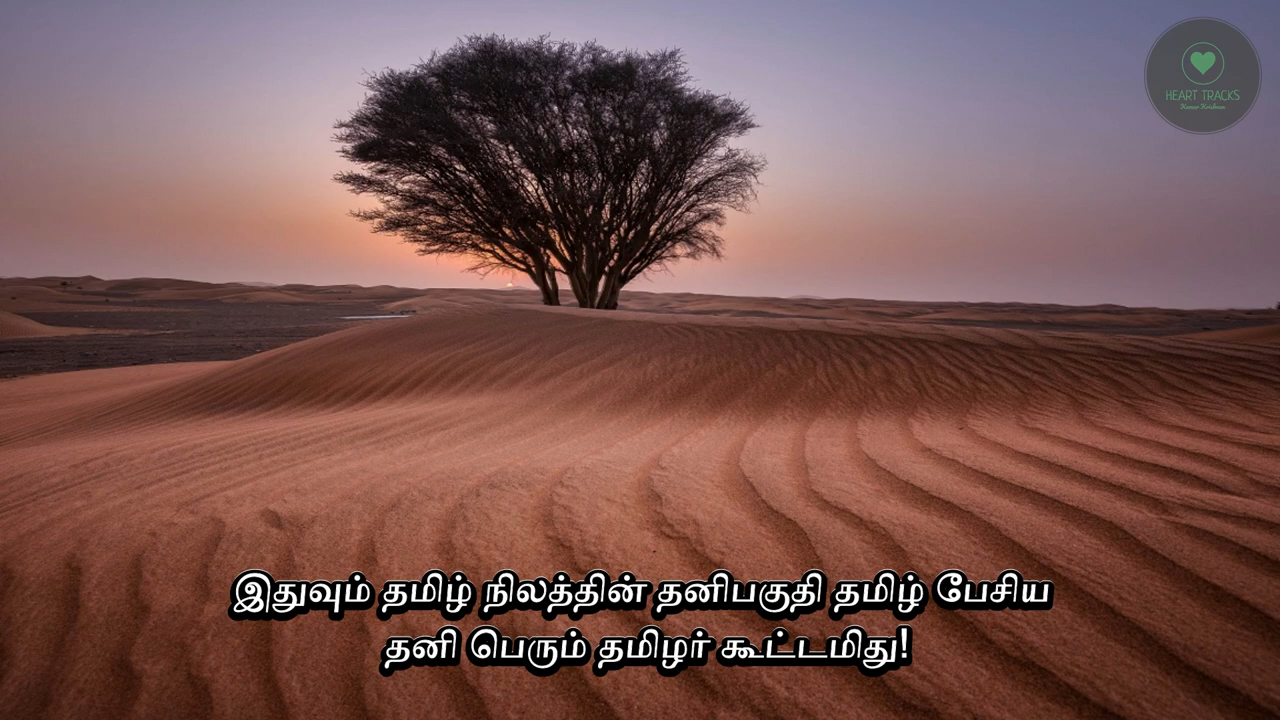 HEART TRACKS
இதுவும் தமிழ் நிலத்தின் தனிபகுதி தமிழ் பேசிய
தனி பெரும் தமிழர் கூட்டமிது!